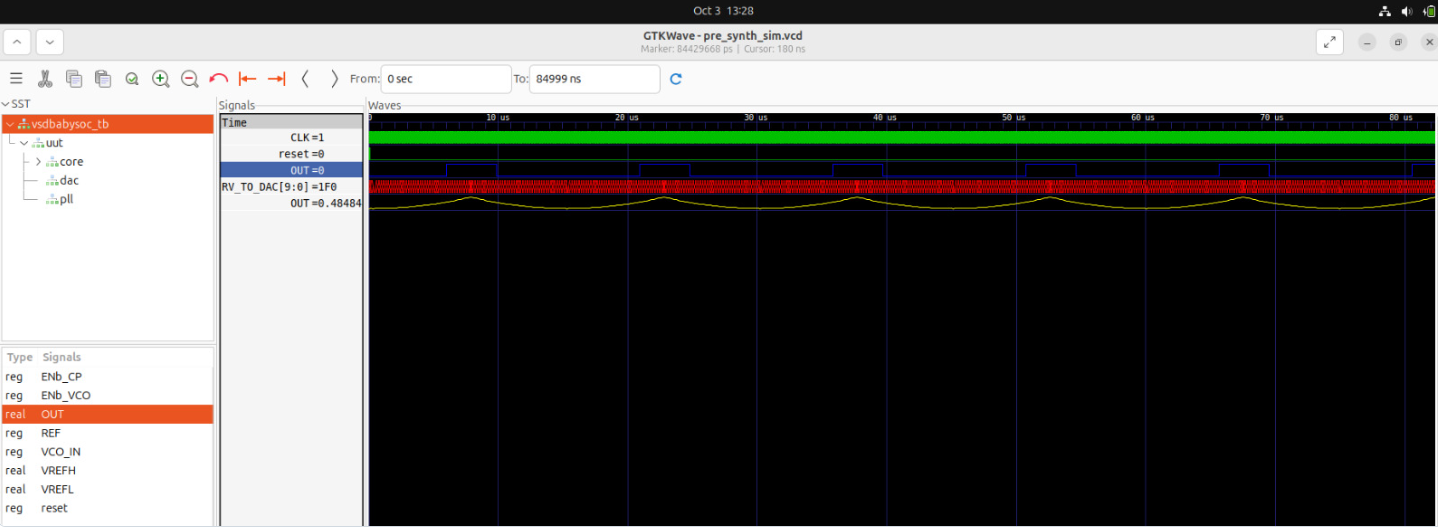 Oct 3 13:28
GTKWave - pre_synth_sim.vcd
Marker: 84429668 ps | Cursor: 180 ns
From: 0 sec To: 84999 ns
SST
vsdbabysoc_tb
uut
core
dac
pll
Type Signals
reg ENb_CP
reg ENb_VCO
real OUT
reg REF
reg VCO_IN
real VREFH
real VREFL
reg reset
Signals
Time
CLK =1
reset =0
OUT =0
RV_TO_DAC[9:0] =1F0
OUT =0.48484
Waves
0 10 us 20 us 30 us 40 us 50 us 60 us 70 us 80 us